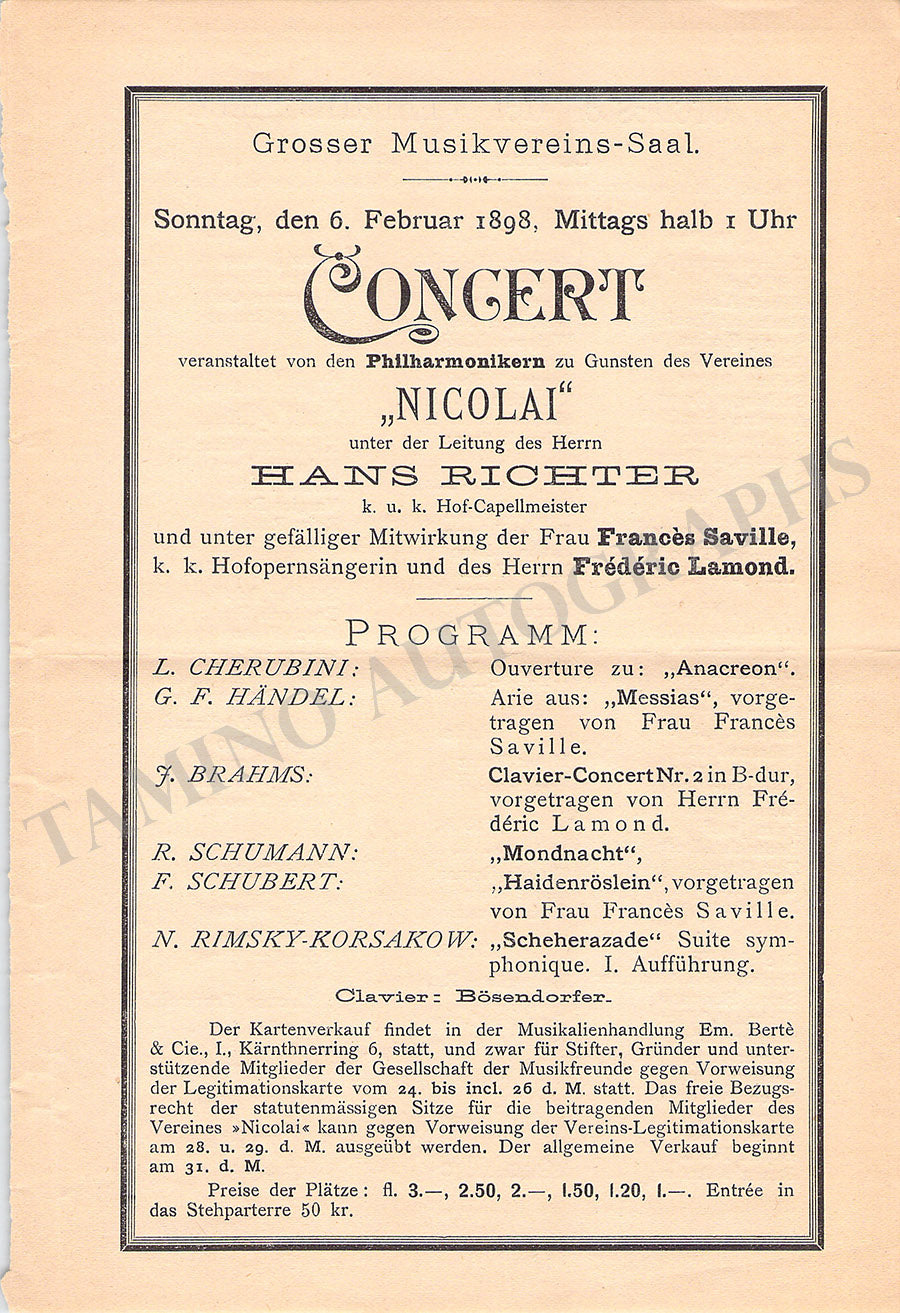 Grosser Musikvereins-Saal.
Sonntag, den 6. Februar 1898, Mittags halb 1 Uhr
CONCERT
veranstaltet von den Philharmonikern zu Gunsten des Vereines
„NICOLAI“
unter der Leitung des Herrn
HANS RICHTER
k. u. k. Hof-Capellmeister
und unter gefälliger Mitwirkung der Frau Francès Saville,
k. k. Hofopernsängerin und des Herrn Frédéric Lamond.
PROGRAMM:
L. CHERUBINI: Ouverture zu: „Anacreon“.
G. F. HÄNDEL: Arie aus: „Messias“, vorge-
tragen von Frau Francès
Saville.
J. BRAHMS: Clavier-Concert Nr. 2 in B-dur,
vorgetragen von Herrn Fré-
déric Lamond.
R. SCHUMANN: „Mondnacht“,
F. SCHUBERT: „Haidenröslein“, vorgetragen
von Frau Francès Saville.
N. RIMSKY-KORSAKOW: „Scheherazade“ Suite sym-
phonique. I. Aufführung.
Clavier: Bösendorfer.
Der Kartenverkauf findet in der Musikalienhandlung Em. Bertè
& Cie., I., Kärnthnerring 6, statt, und zwar für Stifter, Gründer und unter-
stützende Mitglieder der Gesellschaft der Musikfreunde gegen Vorweisung
der Legitimationskarte vom 24. bis incl. 26 d. M. statt. Das freie Bezugs-
recht der statutenmässigen Sitze für die beitragenden Mitglieder des
Vereines »Nicolai« kann gegen Vorweisung der Vereins-Legitimationskarte
am 28. u. 29. d. M. ausgeübt werden. Der allgemeine Verkauf beginnt
am 31. d. M.
Preise der Plätze: fl. 3.—, 2.50, 2.—, 1.50, 1.20, 1.—. Entrée in
das Stehparterre 50 kr.
TAMINO AUTOGRAPHS